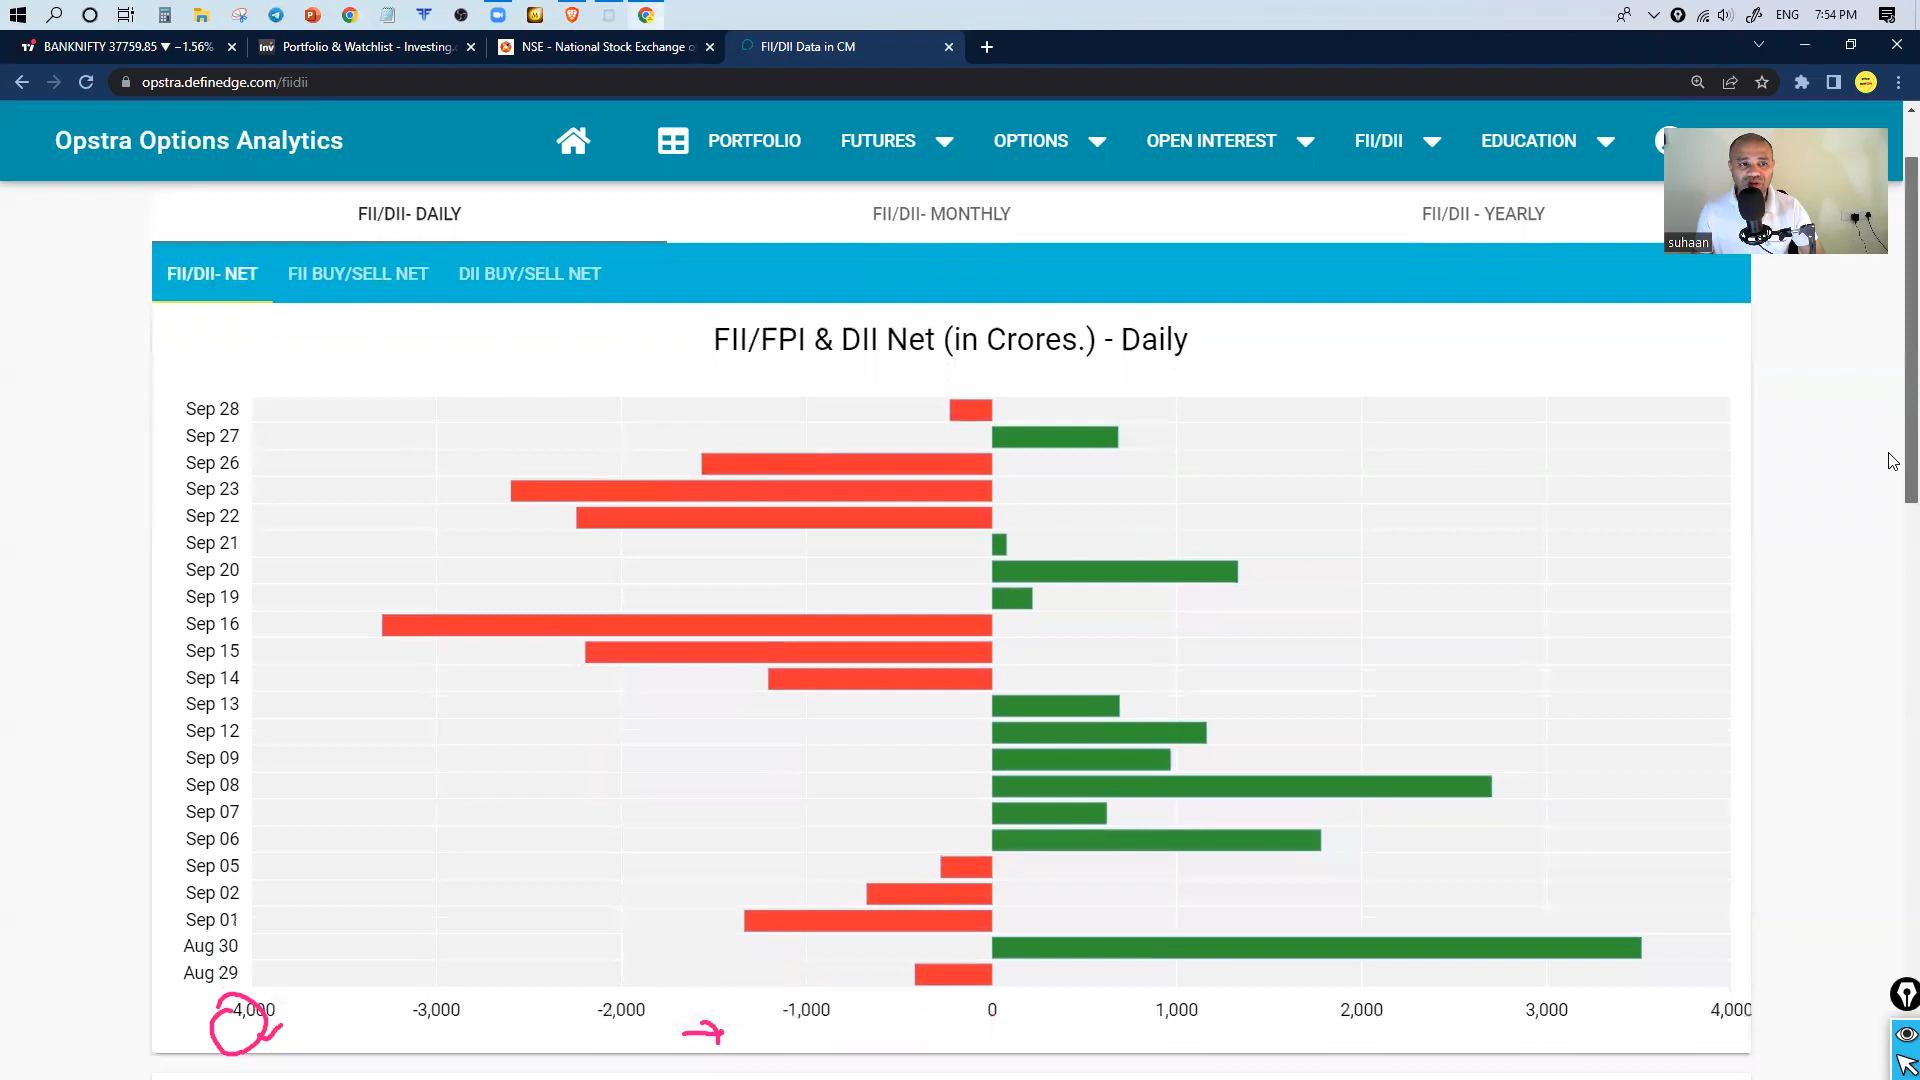 ENG 7:54 PM
BANKNIFTY 37759.85 ▼ −1.56%
Portfolio & Watchlist - Investing.
NSE - National Stock Exchange o
FII/DII Data in CM
opstra.definedge.com/fiidii
Opstra Options Analytics
PORTFOLIO
FUTURES
OPTIONS
OPEN INTEREST
FII/DII
EDUCATION
suhaan
FII/DII- DAILY
FII/DII- MONTHLY
FII/DII - YEARLY
FII/DII- NET
FII BUY/SELL NET
DII BUY/SELL NET
FII/FPI & DII Net (in Crores.) - Daily
Sep 28
Sep 27
Sep 26
Sep 23
Sep 22
Sep 21
Sep 20
Sep 19
Sep 16
Sep 15
Sep 14
Sep 13
Sep 12
Sep 09
Sep 08
Sep 07
Sep 06
Sep 05
Sep 02
Sep 01
Aug 30
Aug 29
4,000 -3,000 -2,000 -1,000 0 1,000 2,000 3,000 4,000